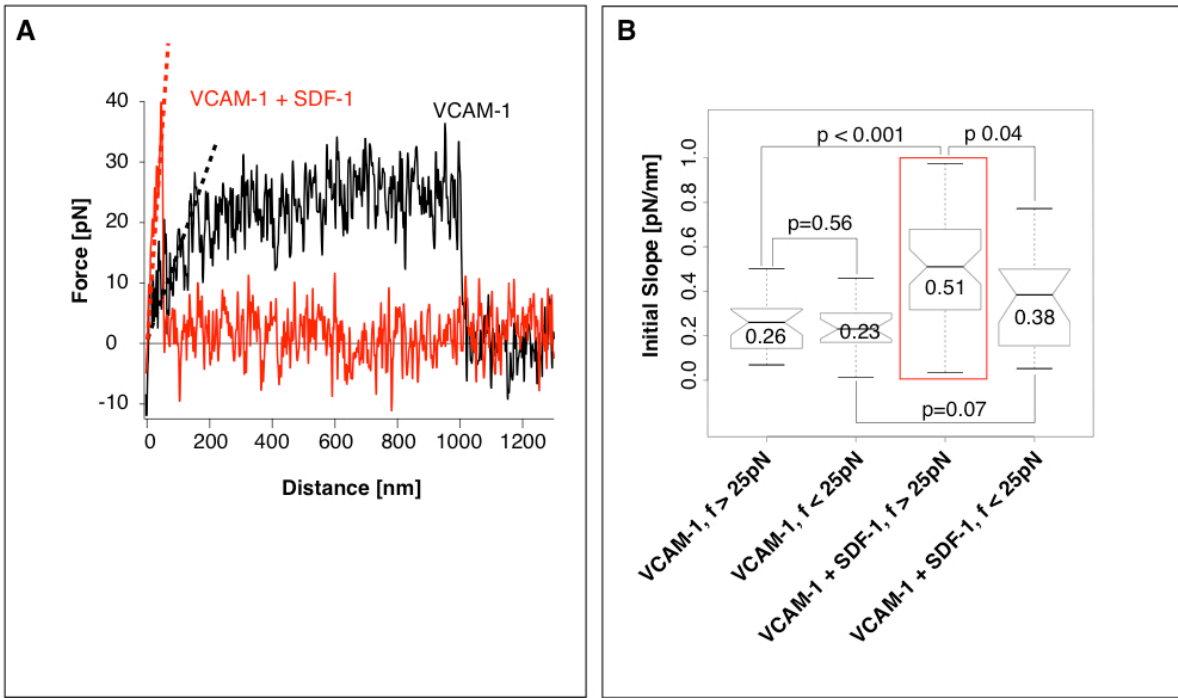 A
VCAM-1 + SDF-1
VCAM-1
40
30
20
10
0
-10
Force [pN]
0 200 400 600 800 1000 1200
Distance [nm]
B
p < 0.001 p 0.04
p=0.56
p=0.07
1.0
0.8
0.6
0.4
0.2
0.0
Initial Slope [pN/nm]
0.26 0.23 0.51 0.38
VCAM-1, f > 25pN
VCAM-1, f < 25pN
VCAM-1 + SDF-1, f > 25pN
VCAM-1 + SDF-1, f < 25pN